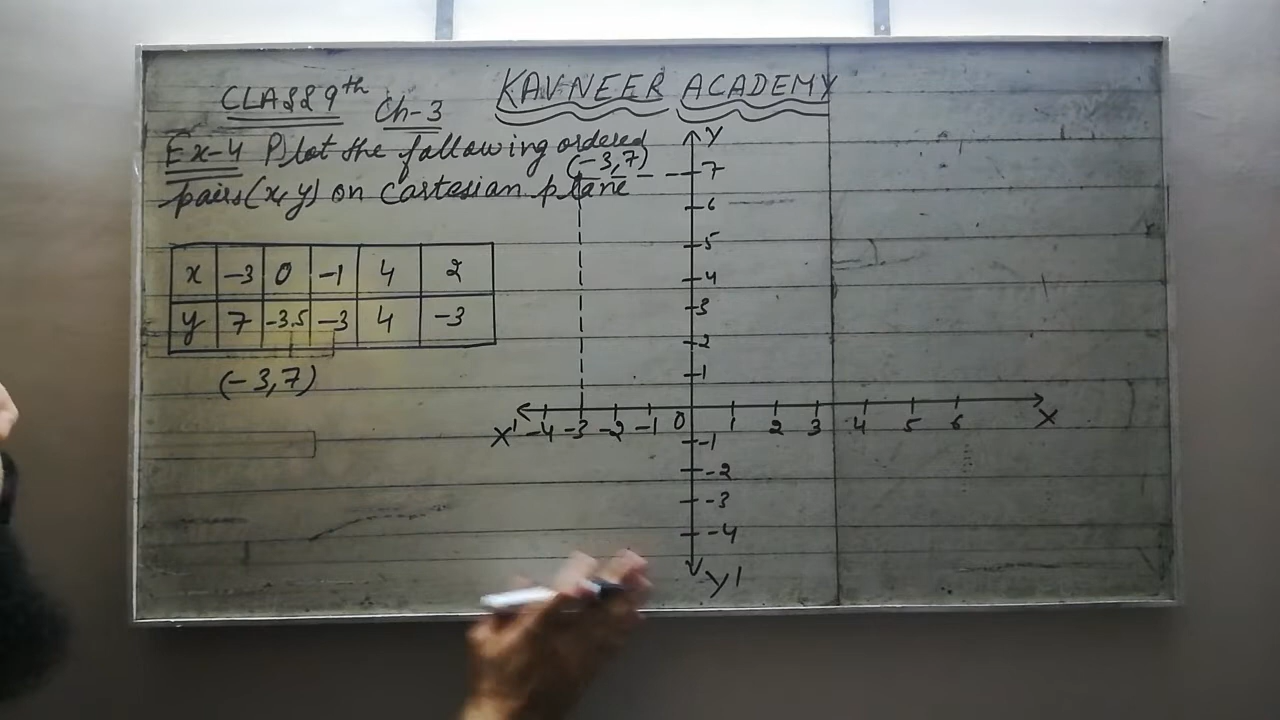 CLASS 9th Ch-3 KAVNEER ACADEMY
Ex-4 Plot the following ordered
pairs(x,y) on Cartesian plane
(-3,7)
x -3 0 -1 4 2
y 7 -3.5 -3 4 -3
(-3,7)
Y
7
6
5
4
3
2
1
X' -4 -3 -2 -1 0 1 2 3 4 5 6 X
-1
-2
-3
-4
Y'